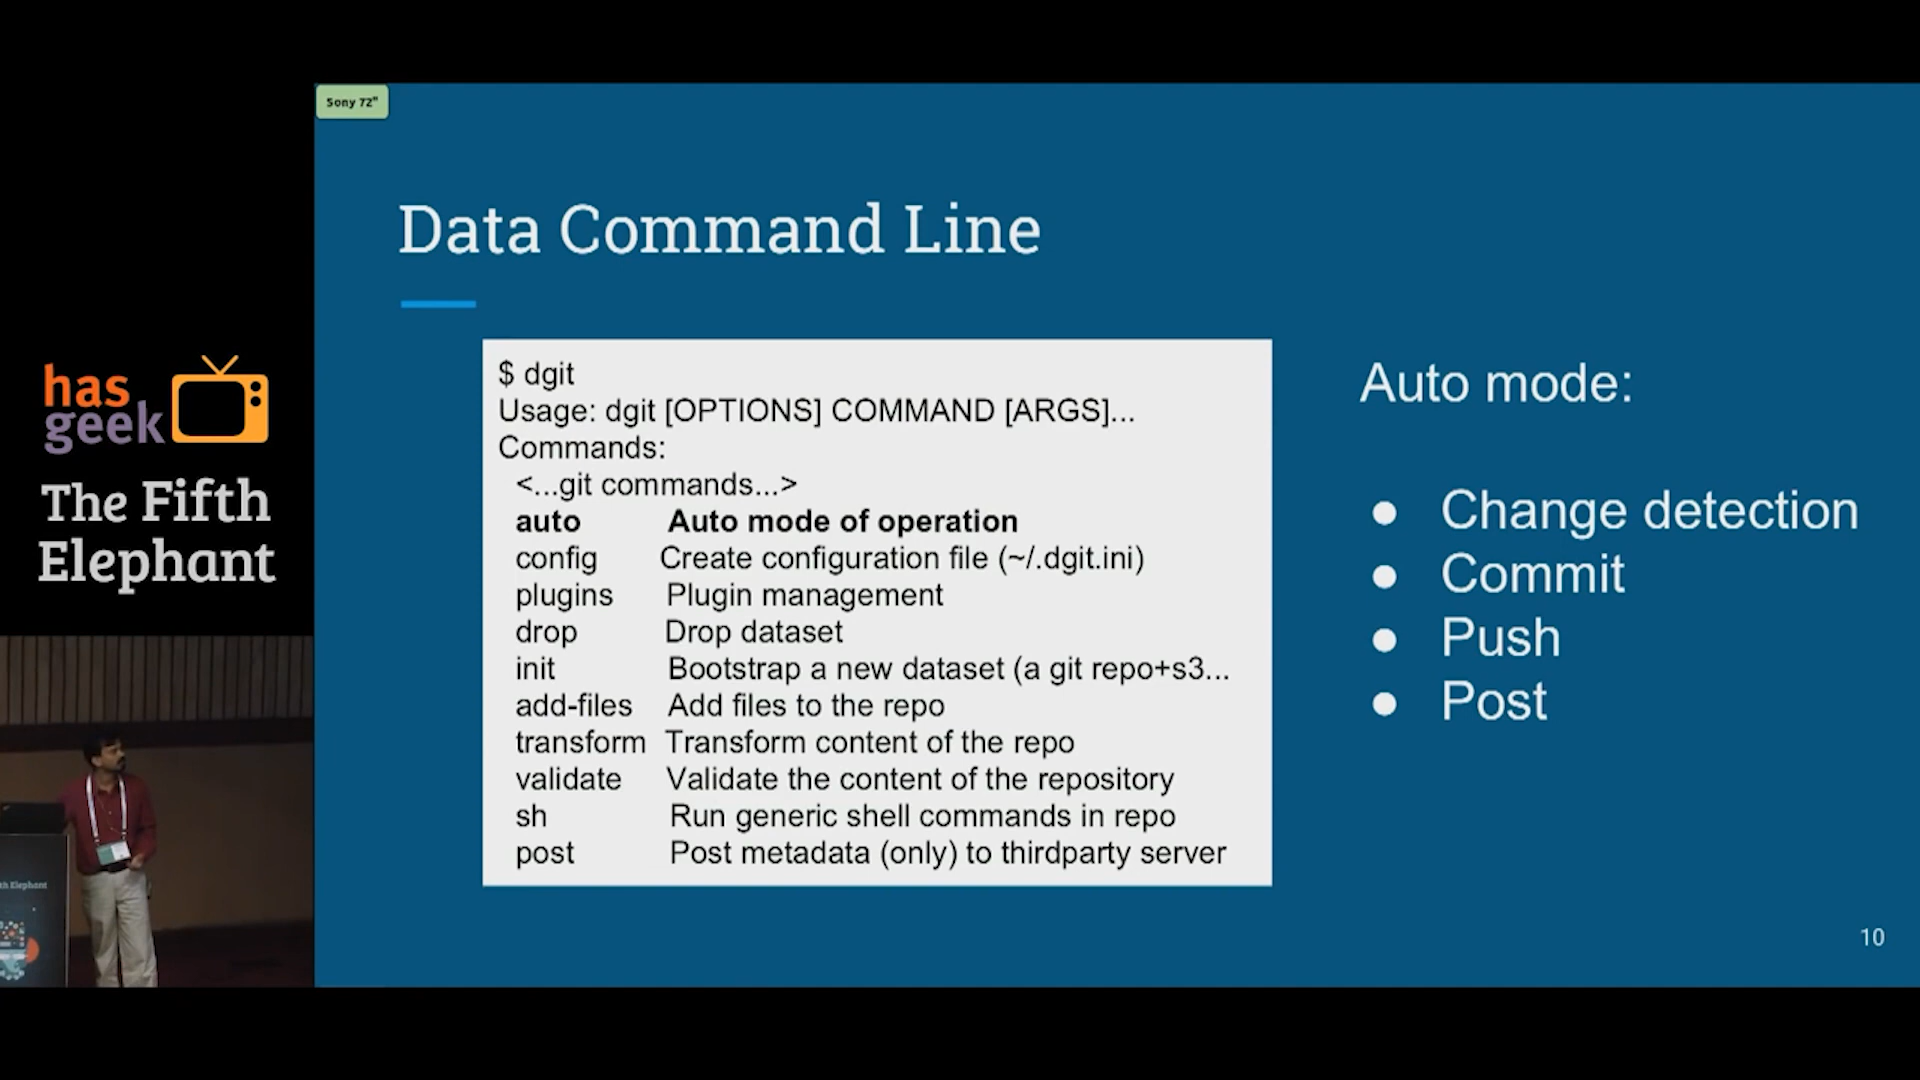 Sony 72"
Data Command Line
$ dgit
Usage: dgit [OPTIONS] COMMAND [ARGS]...
Commands:
<...git commands...>
auto Auto mode of operation
config Create configuration file (~/.dgit.ini)
plugins Plugin management
drop Drop dataset
init Bootstrap a new dataset (a git repo+s3...
add-files Add files to the repo
transform Transform content of the repo
validate Validate the content of the repository
sh Run generic shell commands in repo
post Post metadata (only) to thirdparty server
Auto mode:
● Change detection
● Commit
● Push
● Post
10
has
geek
The Fifth
Elephant
th Elephant